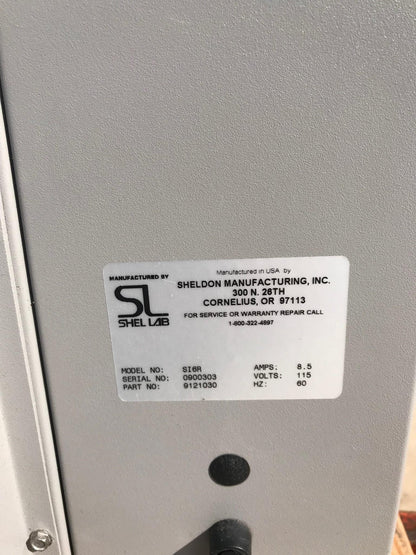 MANUFACTURED BY
SL
SHEL LAB
Manufactured in USA by
SHELDON MANUFACTURING, INC.
300 N. 26TH
CORNELIUS, OR 97113
FOR SERVICE OR WARRANTY REPAIR CALL
1-800-322-4897
MODEL NO: SI6R AMPS: 8.5
SERIAL NO: 0900303 VOLTS: 115
PART NO: 9121030 HZ: 60